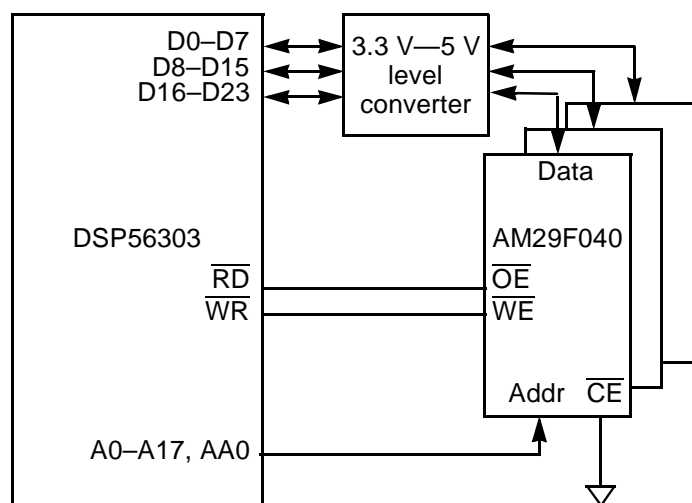 D0–D7
D8–D15
D16–D23
3.3 V—5 V
level
converter
Data
DSP56303
AM29F040
RD
OE
WR
WE
Addr
CE
A0–A17, AA0